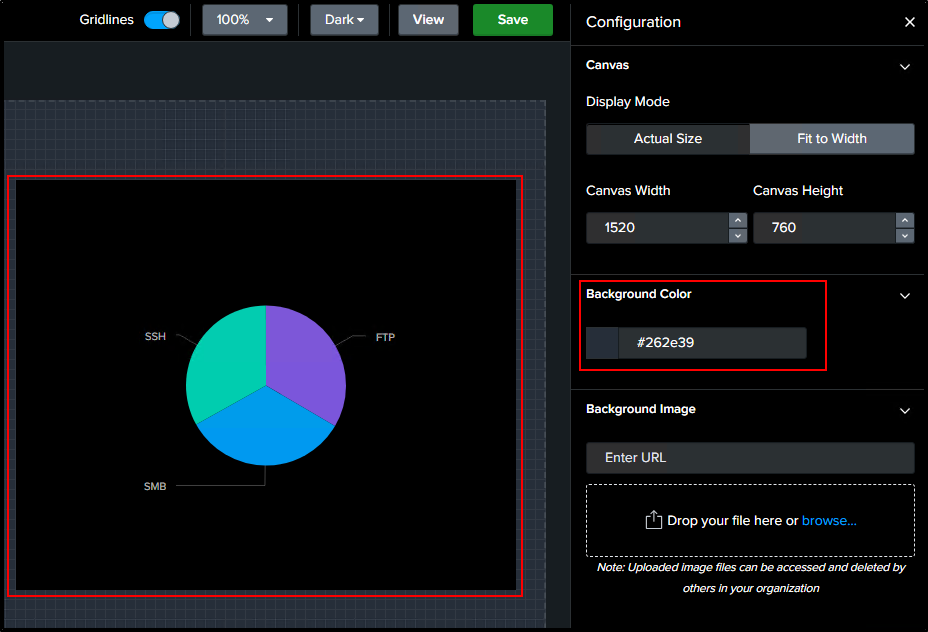 Gridlines 100% Dark View Save
Configuration
Canvas
Display Mode
Actual Size Fit to Width
Canvas Width Canvas Height
1520 760
Background Color
#262e39
Background Image
Enter URL
Drop your file here or browse...
Note: Uploaded image files can be accessed and deleted by
others in your organization
SSH FTP
SMB